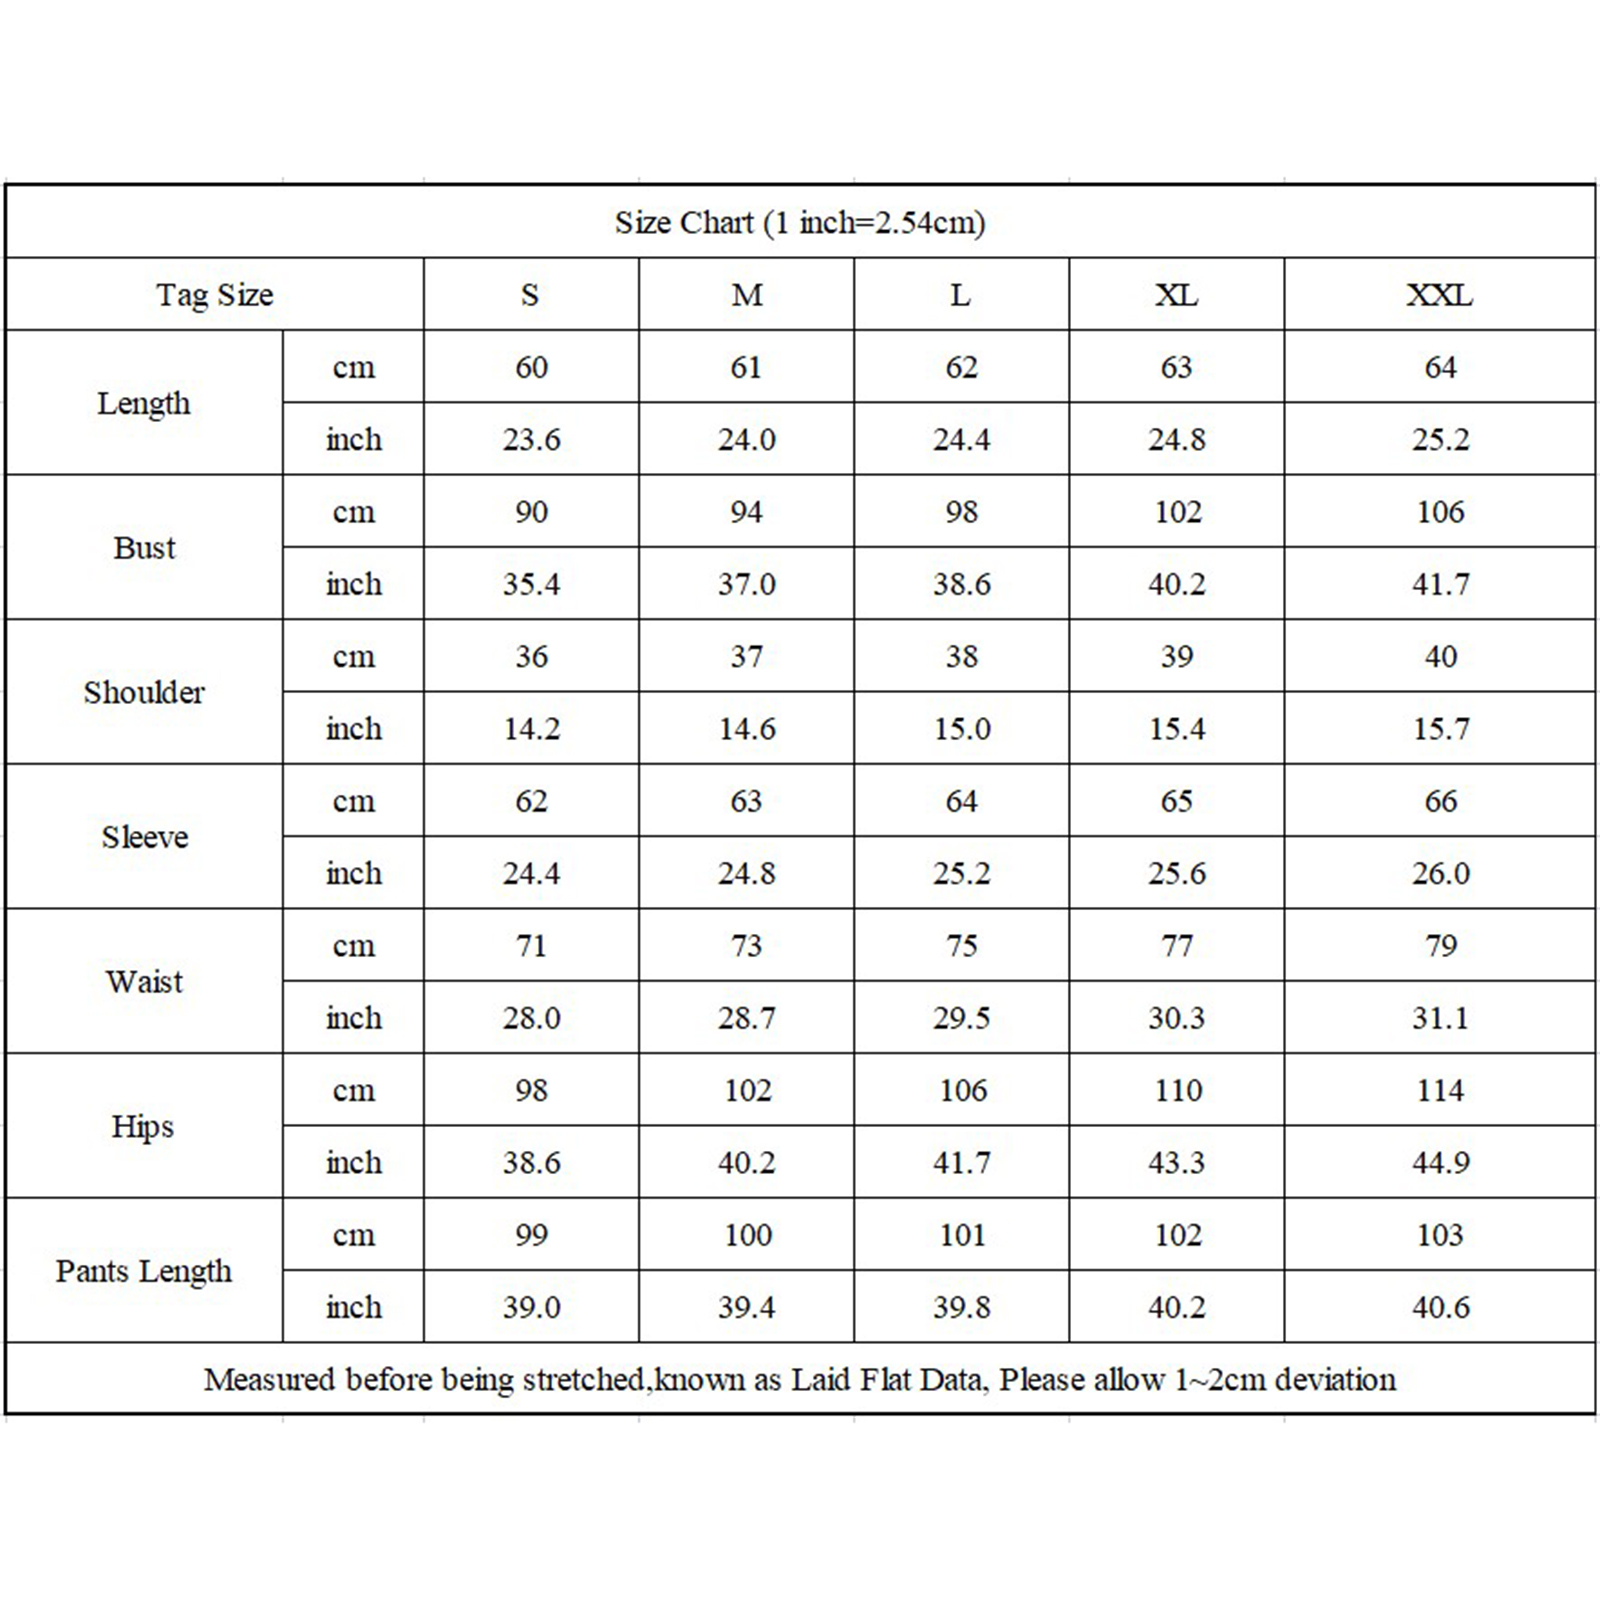 Size Chart (1 inch=2.54cm)
Tag Size S M L XL XXL
Length cm 60 61 62 63 64
inch 23.6 24.0 24.4 24.8 25.2
Bust cm 90 94 98 102 106
inch 35.4 37.0 38.6 40.2 41.7
Shoulder cm 36 37 38 39 40
inch 14.2 14.6 15.0 15.4 15.7
Sleeve cm 62 63 64 65 66
inch 24.4 24.8 25.2 25.6 26.0
Waist cm 71 73 75 77 79
inch 28.0 28.7 29.5 30.3 31.1
Hips cm 98 102 106 110 114
inch 38.6 40.2 41.7 43.3 44.9
Pants Length cm 99 100 101 102 103
inch 39.0 39.4 39.8 40.2 40.6
Measured before being stretched,known as Laid Flat Data, Please allow 1~2cm deviation